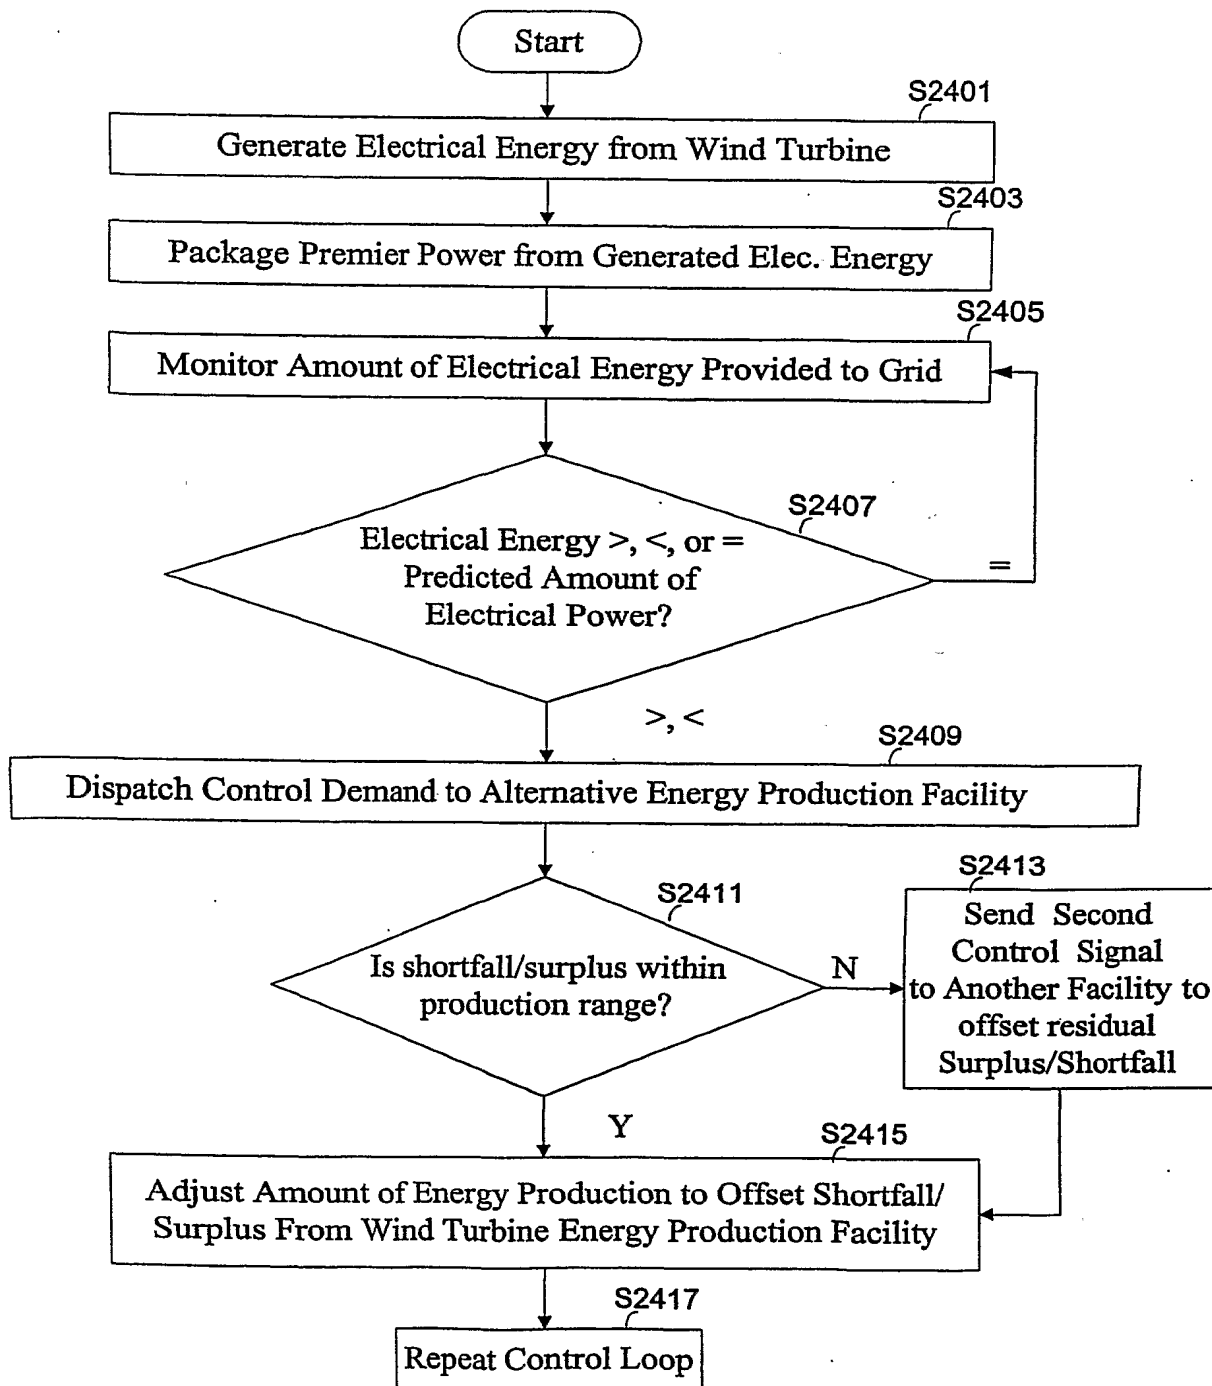 Start
S2401
Generate Electrical Energy from Wind Turbine
S2403
Package Premier Power from Generated Elec. Energy
S2405
Monitor Amount of Electrical Energy Provided to Grid
S2407
Electrical Energy >, <, or =
Predicted Amount of
Electrical Power?
=
>, <
S2409
Dispatch Control Demand to Alternative Energy Production Facility
S2411
Is shortfall/surplus within
production range?
N
S2413
Send Second
Control Signal
to Another Facility to
offset residual
Surplus/Shortfall
Y
S2415
Adjust Amount of Energy Production to Offset Shortfall/
Surplus From Wind Turbine Energy Production Facility
S2417
Repeat Control Loop